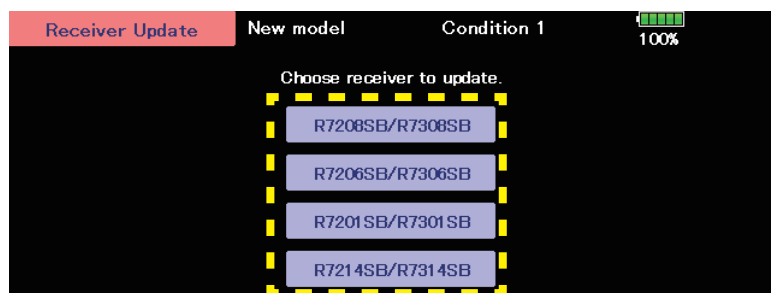 Receiver Update New model Condition 1
100%
Choose receiver to update.
R7208SB/R7308SB
R7206SB/R7306SB
R7201SB/R7301SB
R7214SB/R7314SB